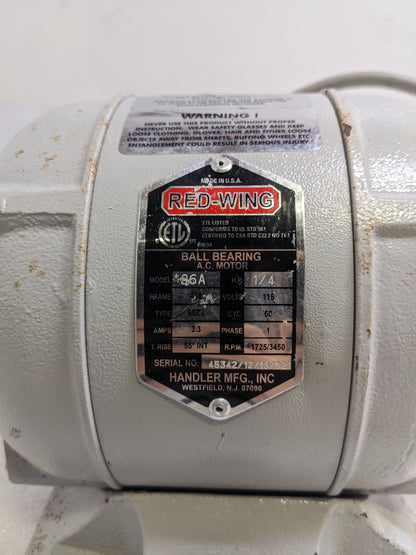 WARNING !
NEVER USE THIS PRODUCT WITHOUT PROPER
INSTRUCTION. WEAR SAFETY GLASSES AND KEEP
LOOSE CLOTHING, GLOVES, HAIR AND OTHER LOOSE
OBJECTS AWAY FROM SHAFTS, BUFFING WHEELS ETC.
ENTANGLEMENT COULD RESULT IN SERIOUS INJURY.
MADE IN U.S.A.
RED-WING
ETL LISTED
CONFORMS TO UL STD
CERTIFIED TO CSA STD C22.2 NO
ETL
BALL BEARING
A.C. MOTOR
MODEL 26A H.P. 1/4
FRAME VOLTS 115
TYPE CYC. 60
AMPS 3.3 PHASE 1
T. RISE 55° INT R.P.M. 1725/3450
SERIAL NO.
HANDLER MFG., INC
WESTFIELD, N.J. 07090